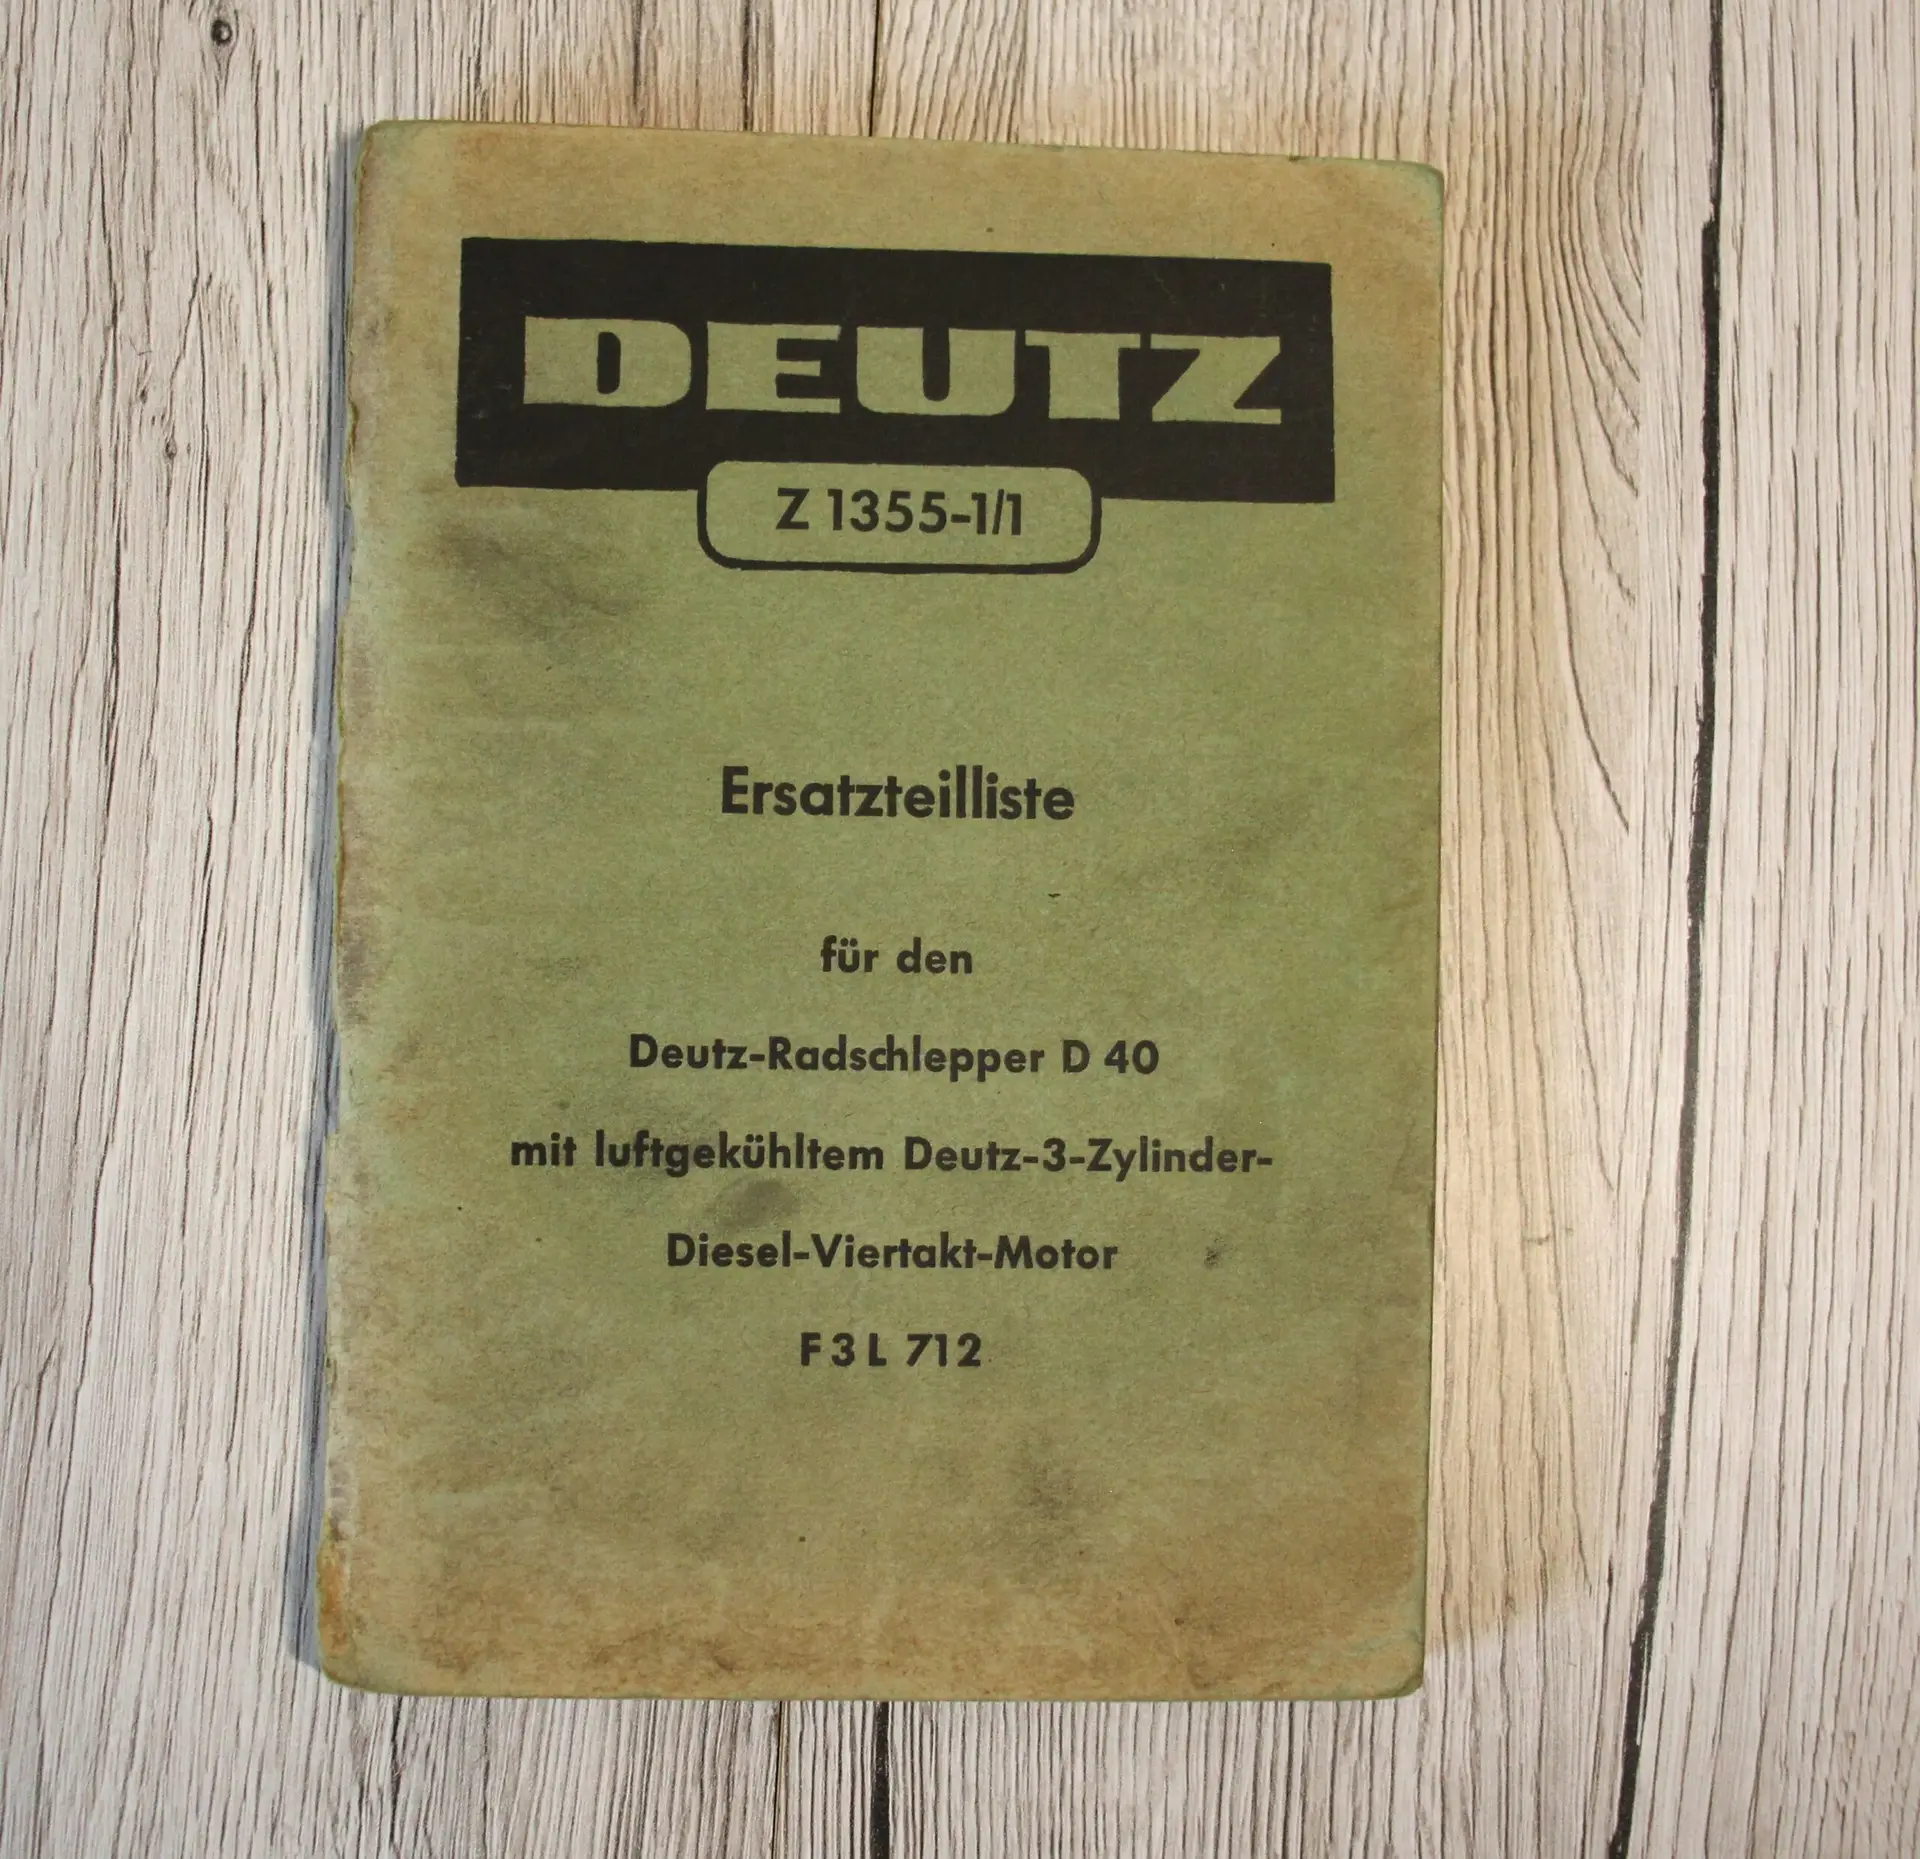 DEUTZ
Z 1355-1/1
Ersatzteilliste
für den
Deutz-Radschlepper D 40
mit luftgekühltem Deutz-3-Zylinder-
Diesel-Viertakt-Motor
F 3 L 712